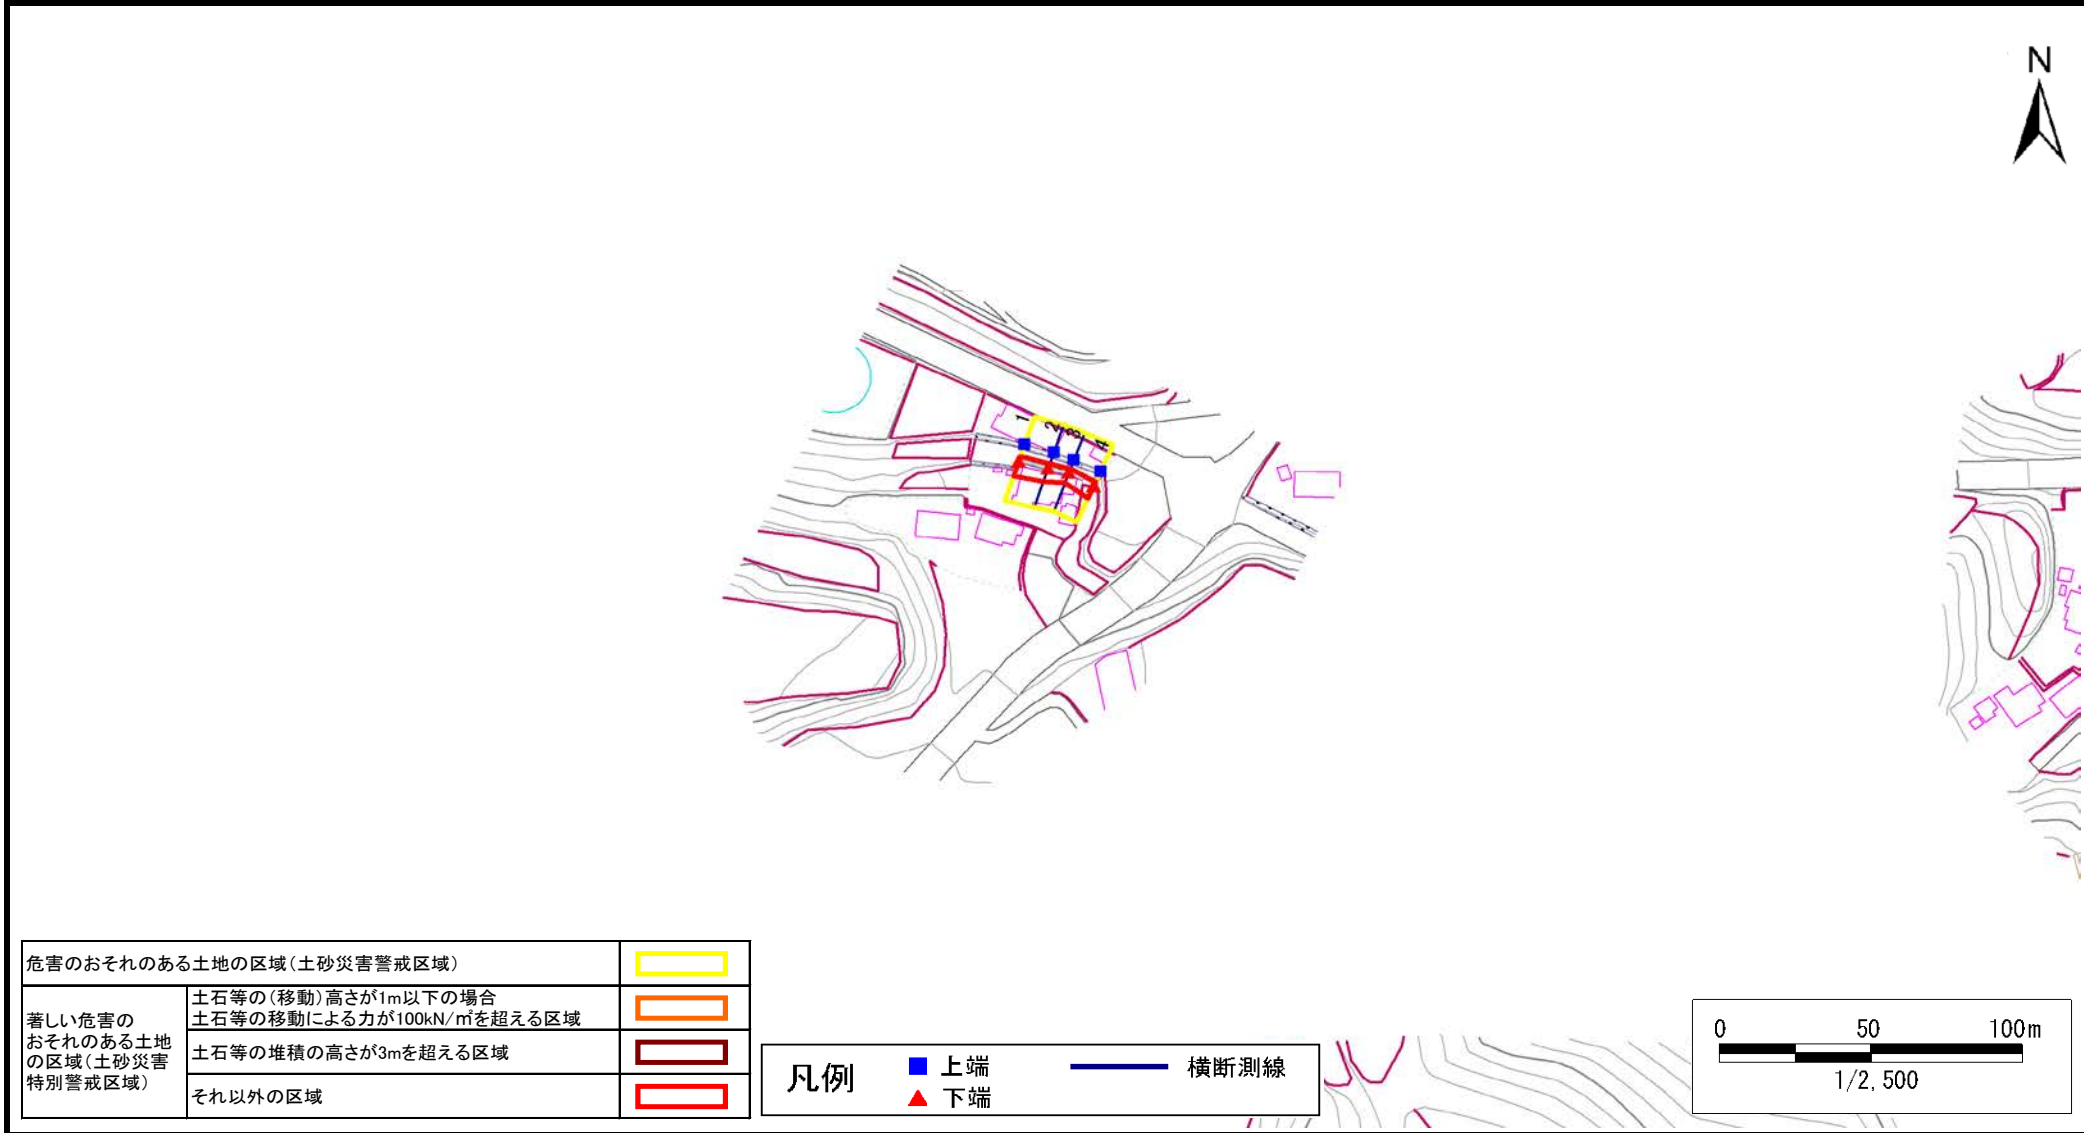 N
1
2
3
4
危害のおそれのある土地の区域(土砂災害警戒区域)
著しい危害の
おそれのある土地
の区域(土砂災害
特別警戒区域)
土石等の(移動)高さが1m以下の場合
土石等の移動による力が100kN/㎡を超える区域
土石等の堆積の高さが3mを超える区域
それ以外の区域
凡例
上端
横断測線
下端
0 50 100m
1/2,500